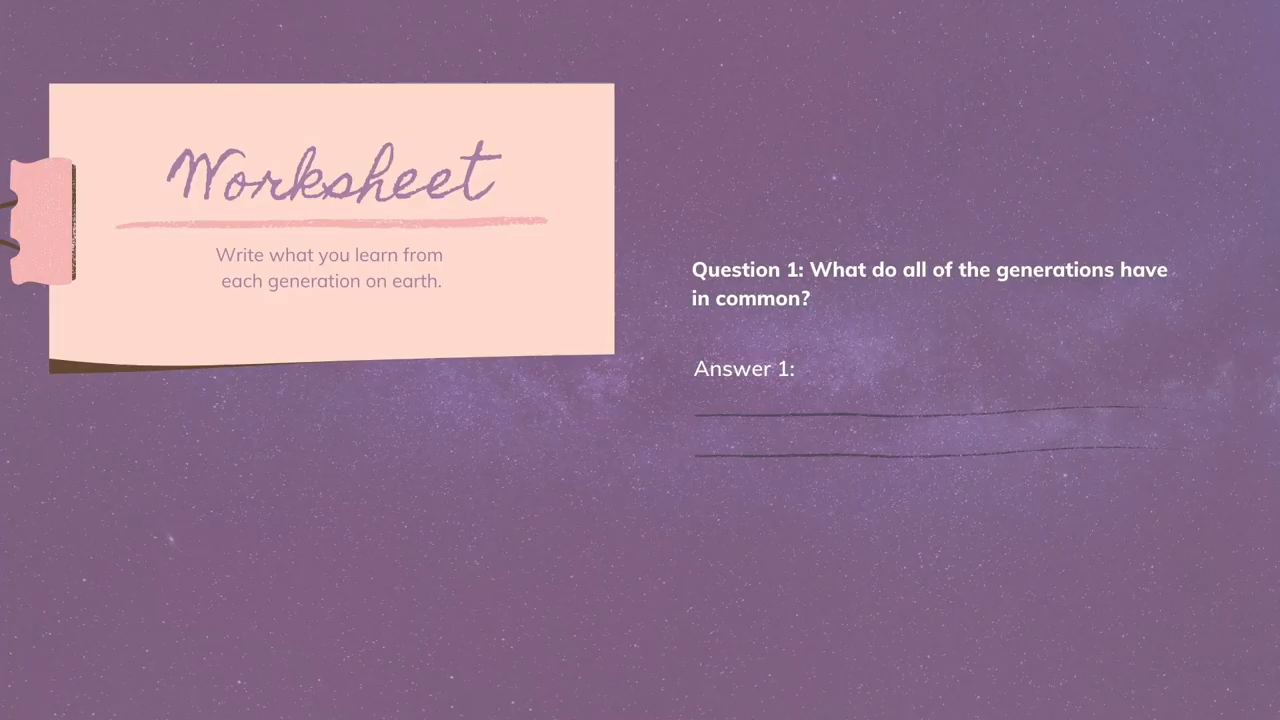 Worksheet
Write what you learn from
each generation on earth.
Question 1: What do all of the generations have
in common?
Answer 1: